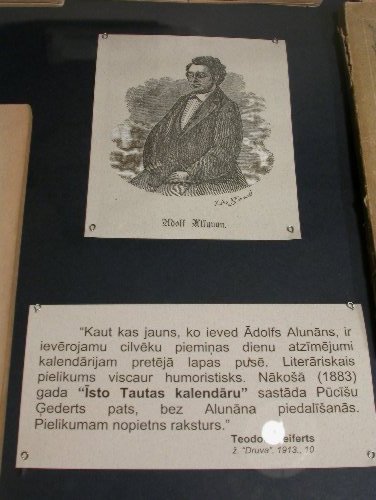 Adolf Allunan.
"Kaut kas jauns, ko ieved Ādolfs Alunāns, ir
ievērojamu cilvēku piemiņas dienu atzīmējumi
kalendārijam pretējā lapas pusē. Literāriskais
pielikums viscaur humoristisks. Nākošā (1883)
gada "Īsto Tautas kalendāru" sastāda Pūcīšu
Ģederts pats, bez Alunāna piedalīšanās.
Pielikumam nopietns raksturs."
ž. "Druva", 1913., 10